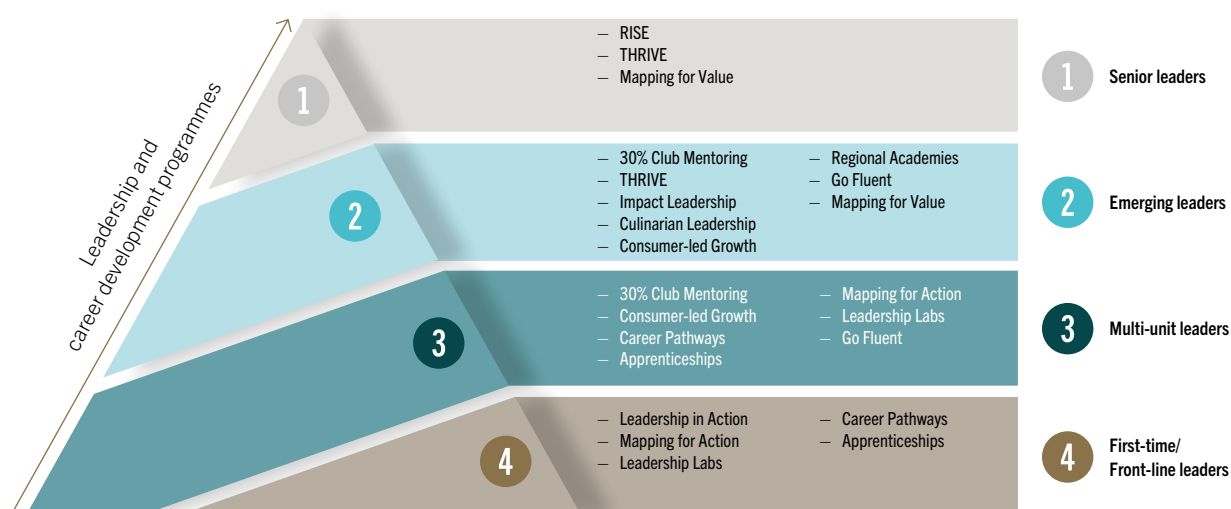 Leadership and
career development programmes
1
– RISE
– THRIVE
– Mapping for Value
1
Senior leaders
2
– 30% Club Mentoring
– THRIVE
– Impact Leadership
– Culinarian Leadership
– Consumer-led Growth
– Regional Academies
– Go Fluent
– Mapping for Value
2
Emerging leaders
3
– 30% Club Mentoring
– Consumer-led Growth
– Career Pathways
– Apprenticeships
– Mapping for Action
– Leadership Labs
– Go Fluent
3
Multi-unit leaders
4
– Leadership in Action
– Mapping for Action
– Leadership Labs
– Career Pathways
– Apprenticeships
4
First-time/
Front-line leaders